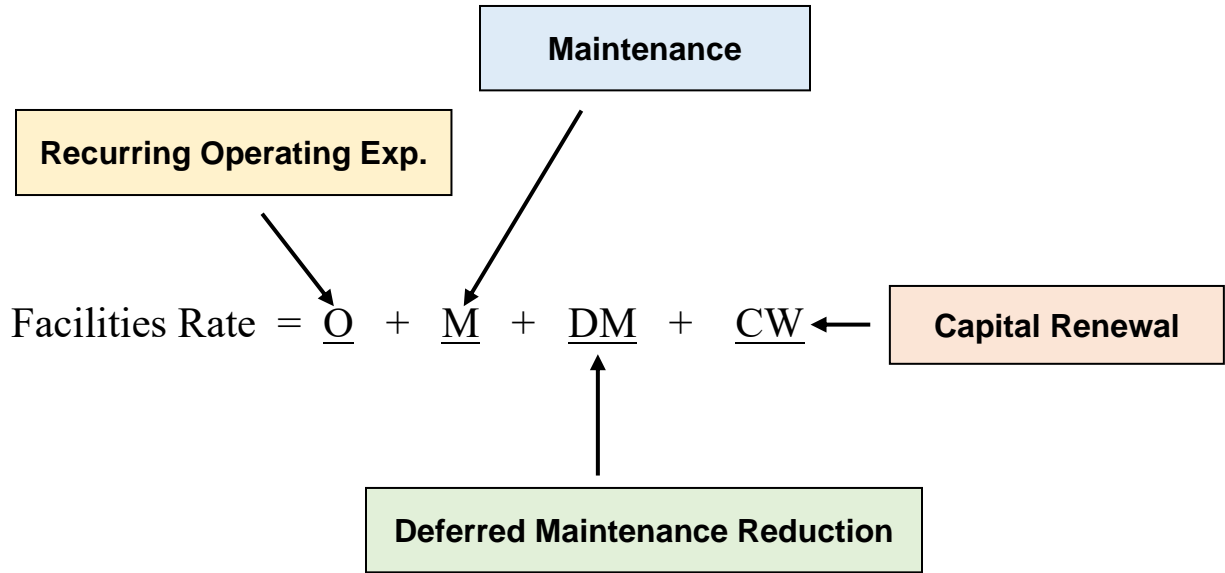 Maintenance
Recurring Operating Exp.
Facilities Rate = O + M + DM + CW
Capital Renewal
Deferred Maintenance Reduction